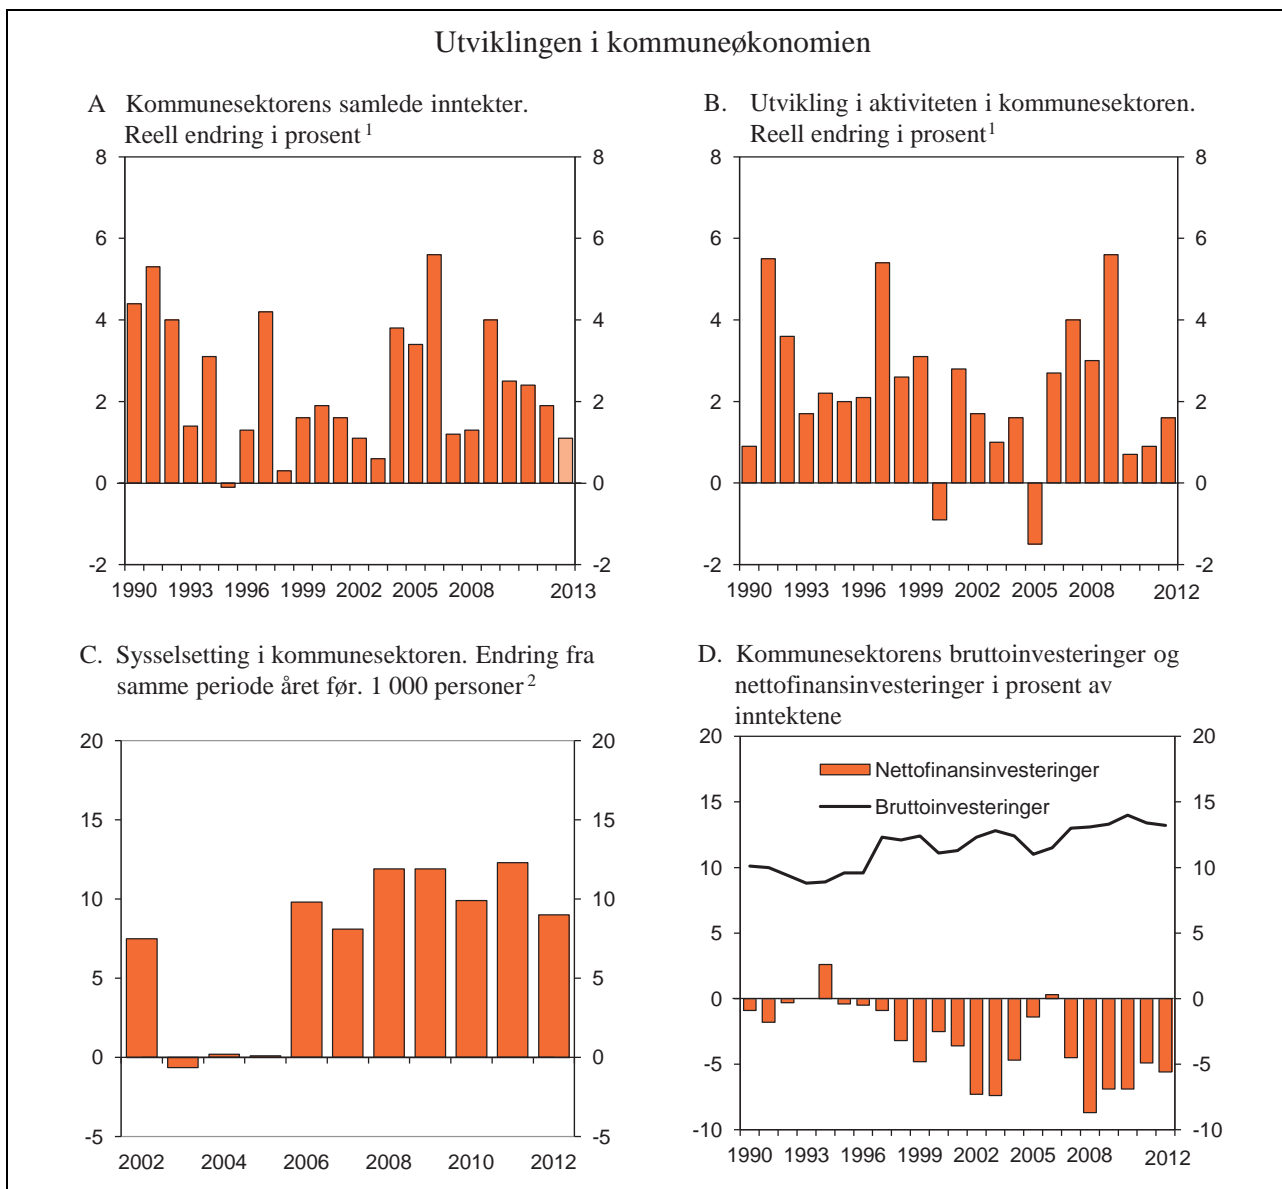 Utviklingen i kommuneøkonomien
A Kommunesektorens samlede inntekter.
Reell endring i prosent 1
8 8
6 6
4 4
2 2
0 0
-2 -2
1990 1993 1996 1999 2002 2005 2008 2013
B. Utvikling i aktiviteten i kommunesektoren.
Reell endring i prosent1
8 8
6 6
4 4
2 2
0 0
-2 -2
1990 1993 1996 1999 2002 2005 2008 2012
C. Sysselsetting i kommunesektoren. Endring fra
samme periode året før. 1 000 personer 2
20 20
15 15
10 10
5 5
0 0
-5 -5
2002 2004 2006 2008 2010 2012
D. Kommunesektorens bruttoinvesteringer og
nettofinansinvesteringer i prosent av
inntektene
20 20
Nettofinansinvesteringer
Bruttoinvesteringer
15 15
10 10
5 5
0 0
-5 -5
-10 -10
1990 1993 1996 1999 2002 2005 2008 2012